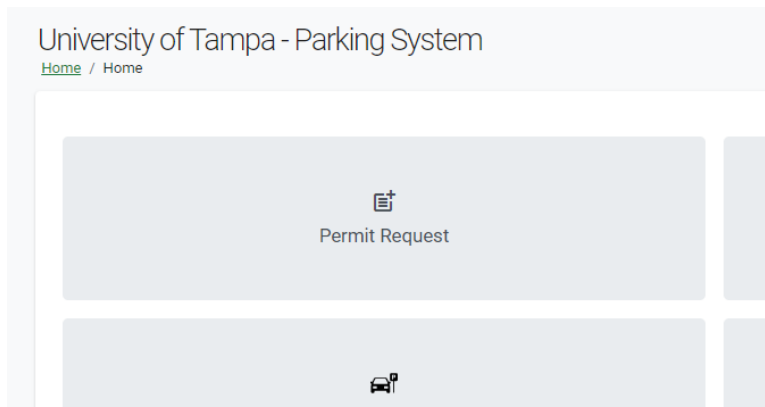 University of Tampa - Parking System
Home / Home
Permit Request
P